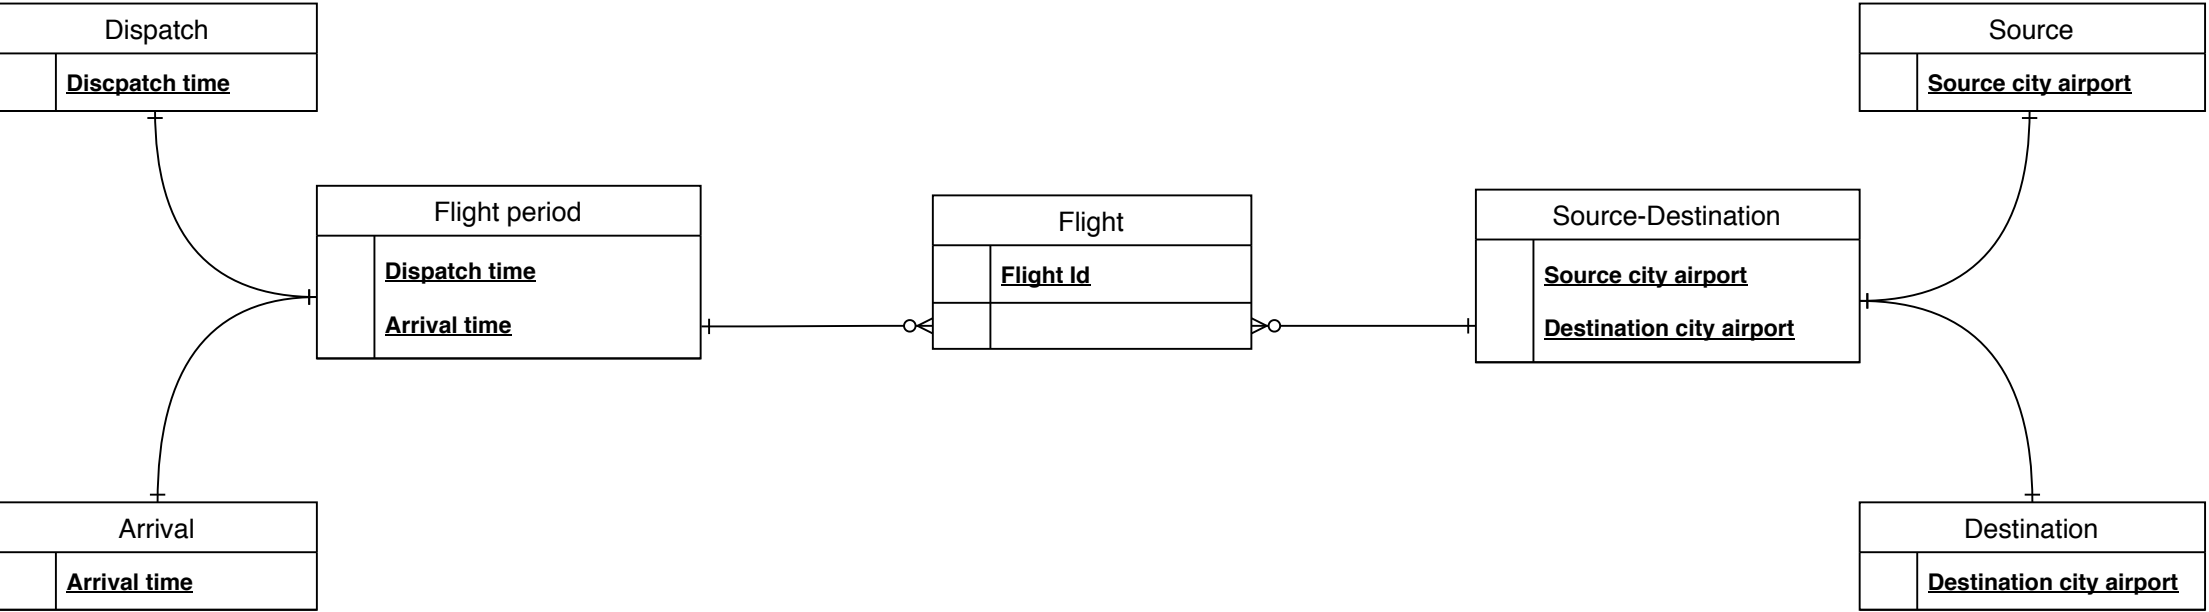 Dispatch
Discpatch time
Source
Source city airport
Flight period
Dispatch time
Arrival time
Flight
Flight Id
Source-Destination
Source city airport
Destination city airport
Arrival
Arrival time
Destination
Destination city airport